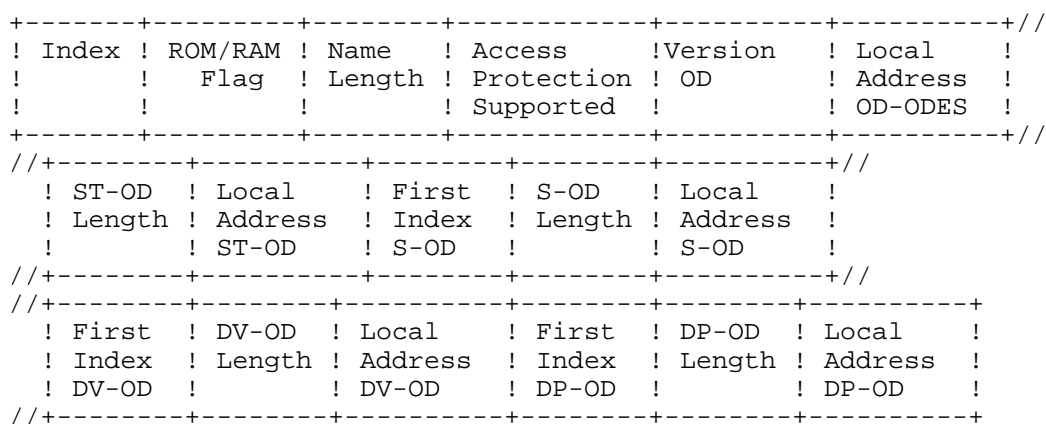 +-------+---------+--------+------------+----------+----------+//
! Index ! ROM/RAM ! Name   ! Access     !Version   ! Local    !
!       !   Flag  ! Length ! Protection ! OD       ! Address  !
!       !         !        ! Supported  !          ! OD-ODES  !
+-------+---------+--------+------------+----------+----------+//
//+--------+----------+--------+--------+----------+//
  ! ST-OD  ! Local    ! First  ! S-OD   ! Local    !
  ! Length ! Address  ! Index  ! Length ! Address  !
  !        ! ST-OD    ! S-OD   !        ! S-OD     !
//+--------+----------+--------+--------+----------+//
//+--------+--------+----------+--------+--------+----------+
  ! First  ! DV-OD  ! Local    ! First  ! DP-OD  ! Local    !
  ! Index  ! Length ! Address  ! Index  ! Length ! Address  !
  ! DV-OD  !        ! DV-OD    ! DP-OD  !        ! DP-OD    !
//+--------+--------+----------+--------+--------+----------+